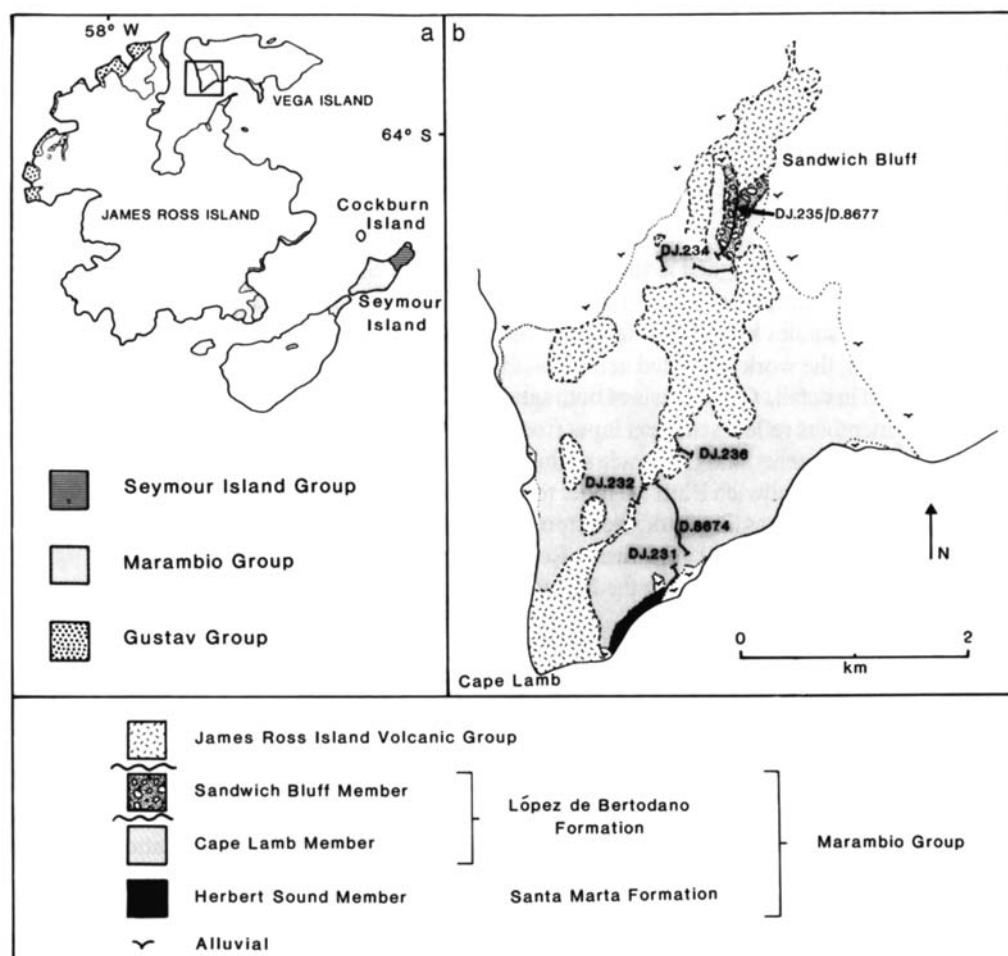 58° W
a
VEGA ISLAND
64° S
JAMES ROSS ISLAND
Cockburn
Island
Seymour
Island
Seymour Island Group
Marambio Group
Gustav Group
b
Sandwich Bluff
DJ.235/D.8677
DJ.234
DJ.236
DJ.232
D.8674
DJ.231
N
0 2
km
Cape Lamb
James Ross Island Volcanic Group
Sandwich Bluff Member
Cape Lamb Member
López de Bertodano
Formation
Marambio Group
Herbert Sound Member
Santa Marta Formation
Alluvial